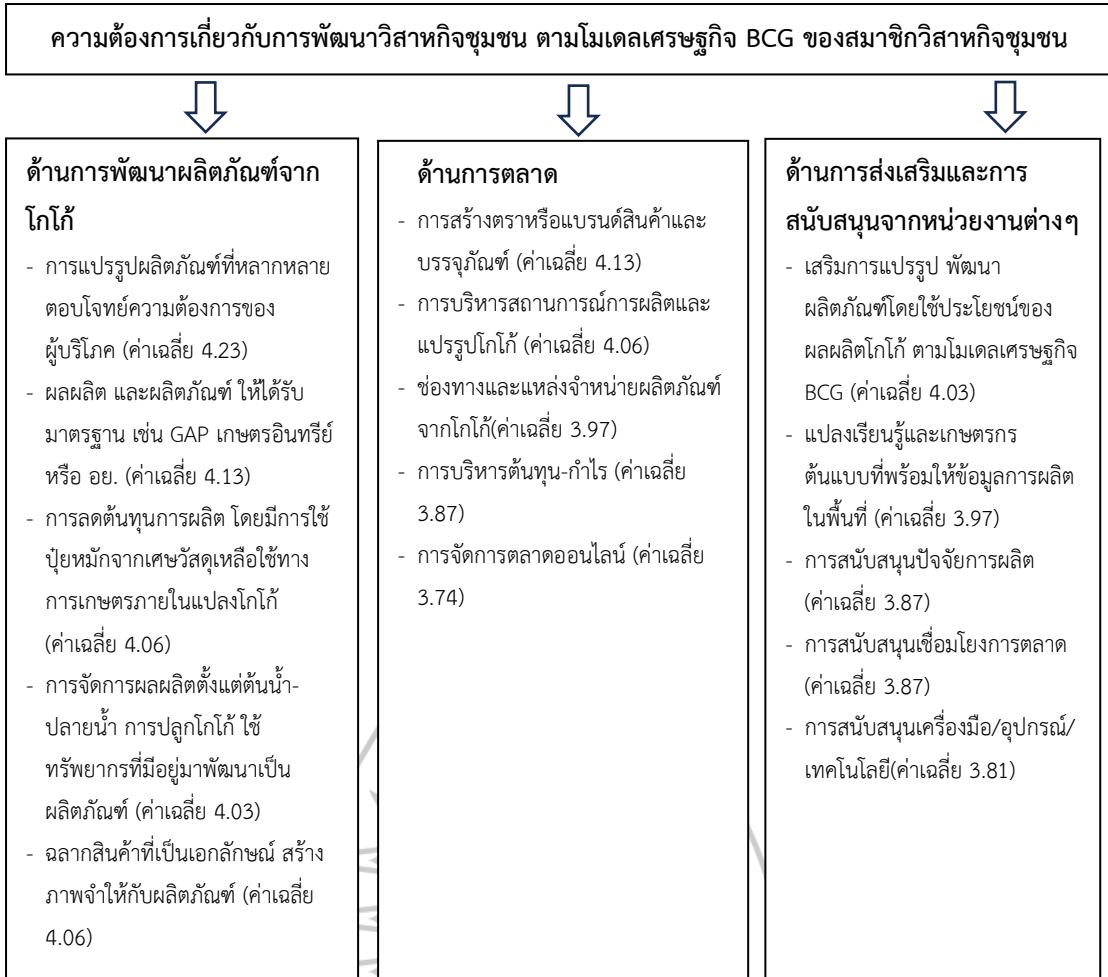 ความต้องการเกี่ยวกับการพัฒนาวิสาหกิจชุมชน ตามโมเดลเศรษฐกิจ BCG ของสมาชิกวิสาหกิจชุมชน
ด้านการพัฒนาผลิตภัณฑ์จาก
โกโก้
- การแปรรูปผลิตภัณฑ์ที่หลากหลาย
ตอบโจทย์ความต้องการของ
ผู้บริโภค (ค่าเฉลี่ย 4.23)
- ผลผลิต และผลิตภัณฑ์ ให้ได้รับ
มาตรฐาน เช่น GAP เกษตรอินทรีย์
หรือ อย. (ค่าเฉลี่ย 4.13)
- การลดต้นทุนการผลิต โดยมีการใช้
ปุ๋ยหมักจากเศษวัสดุเหลือใช้ทาง
การเกษตรภายในแปลงโกโก้
(ค่าเฉลี่ย 4.06)
- การจัดการผลผลิตตั้งแต่ต้นน้ำ-
ปลายน้ำ การปลูกโกโก้ ใช้
ทรัพยากรที่มีอยู่มาพัฒนาเป็น
ผลิตภัณฑ์ (ค่าเฉลี่ย 4.03)
- ฉลากสินค้าที่เป็นเอกลักษณ์ สร้าง
ภาพจำให้กับผลิตภัณฑ์ (ค่าเฉลี่ย
4.06)
ด้านการตลาด
- การสร้างตราหรือแบรนด์สินค้าและ
บรรจุภัณฑ์ (ค่าเฉลี่ย 4.13)
- การบริหารสถานการณ์การผลิตและ
แปรรูปโกโก้ (ค่าเฉลี่ย 4.06)
- ช่องทางและแหล่งจำหน่ายผลิตภัณฑ์
จากโกโก้(ค่าเฉลี่ย 3.97)
- การบริหารต้นทุน-กำไร (ค่าเฉลี่ย
3.87)
- การจัดการตลาดออนไลน์ (ค่าเฉลี่ย
3.74)
ด้านการส่งเสริมและการ
สนับสนุนจากหน่วยงานต่างๆ
- เสริมการแปรรูป พัฒนา
ผลิตภัณฑ์โดยใช้ประโยชน์ของ
ผลผลิตโกโก้ ตามโมเดลเศรษฐกิจ
BCG (ค่าเฉลี่ย 4.03)
- แปลงเรียนรู้และเกษตรกร
ต้นแบบที่พร้อมให้ข้อมูลการผลิต
ในพื้นที่ (ค่าเฉลี่ย 3.97)
- การสนับสนุนปัจจัยการผลิต
(ค่าเฉลี่ย 3.87)
- การสนับสนุนเชื่อมโยงการตลาด
(ค่าเฉลี่ย 3.87)
- การสนับสนุนเครื่องมือ/อุปกรณ์/
เทคโนโลยี(ค่าเฉลี่ย 3.81)